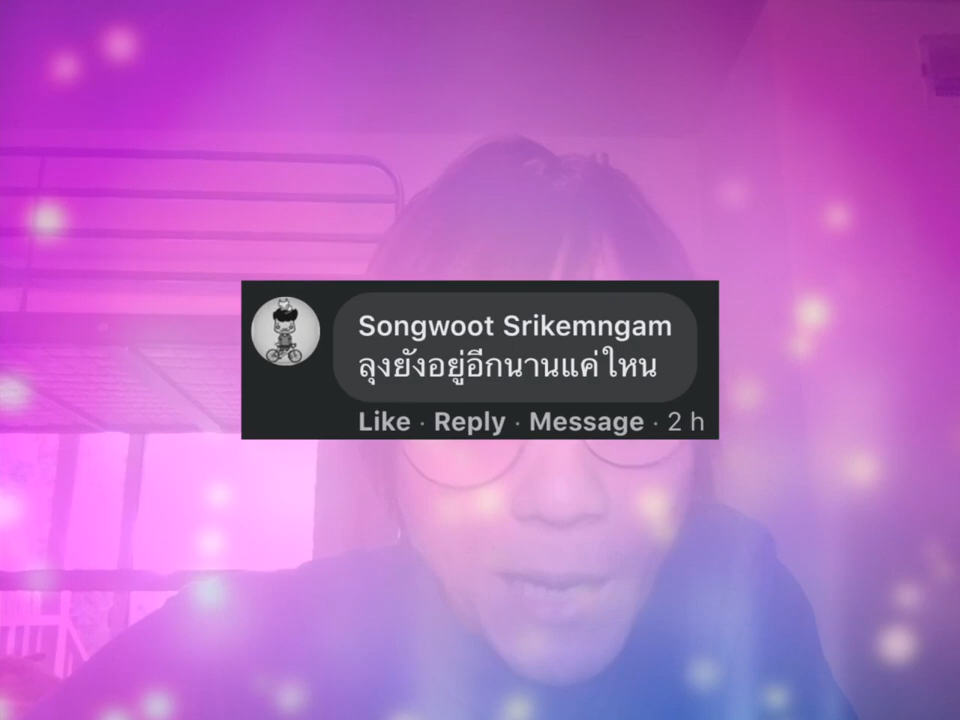 Songwoot Srikemngam
ลุงยังอยู่อีกนานแค่ใหน
Like · Reply · Message · 2 h